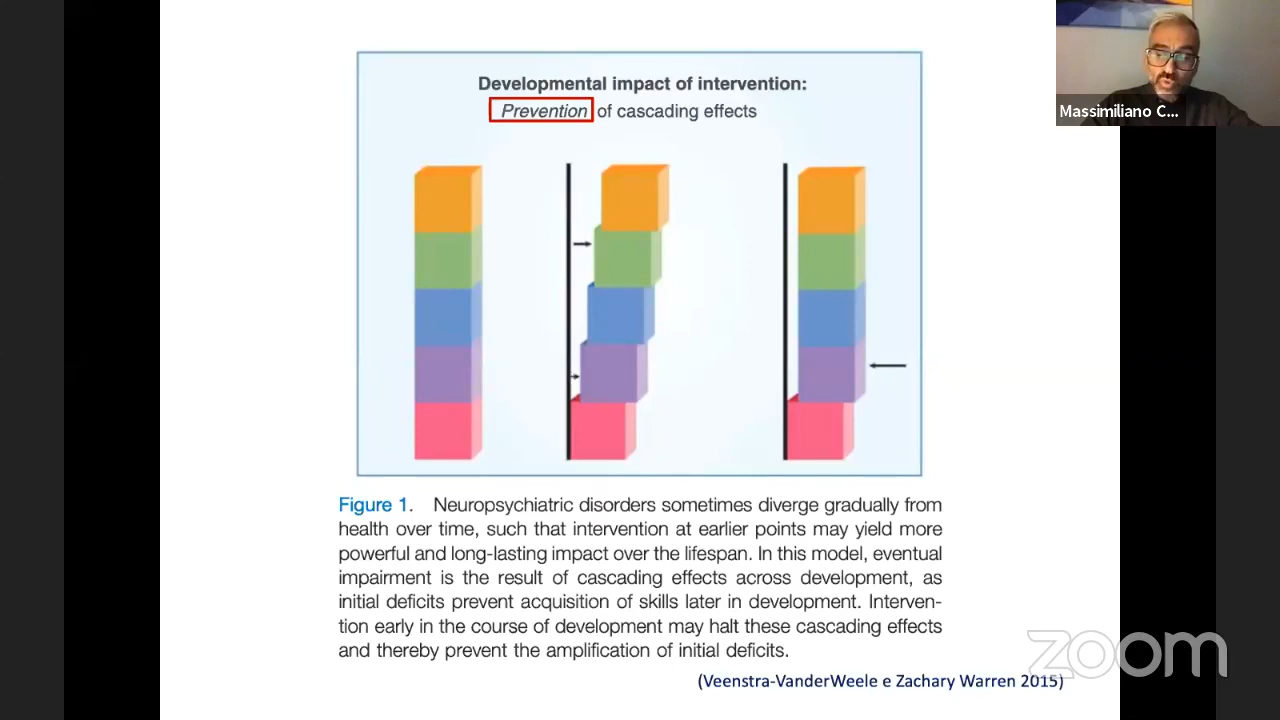 Developmental impact of intervention:
Prevention of cascading effects
Massimiliano C...
Figure 1. Neuropsychiatric disorders sometimes diverge gradually from
health over time, such that intervention at earlier points may yield more
powerful and long-lasting impact over the lifespan. In this model, eventual
impairment is the result of cascading effects across development, as
initial deficits prevent acquisition of skills later in development. Interven-
tion early in the course of development may halt these cascading effects
and thereby prevent the amplification of initial deficits.
zoom
(Veenstra-VanderWeele e Zachary Warren 2015)